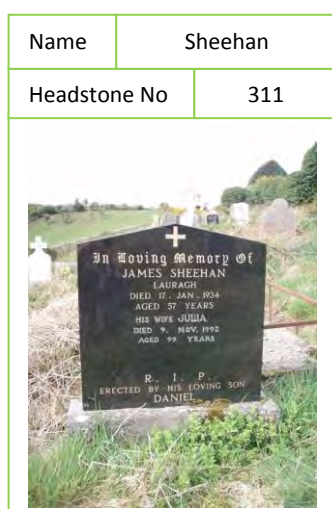 Name Sheehan
Headstone No 311
In Loving Memory Of
JAMES SHEEHAN
LAURAGH
DIED 17. JAN. 1934
AGED 57 YEARS
HIS WIFE JULIA
DIED 9. NOV. 1992
AGED 99 YEARS
R. I. P.
ERECTED BY HIS LOVING SON
DANIEL